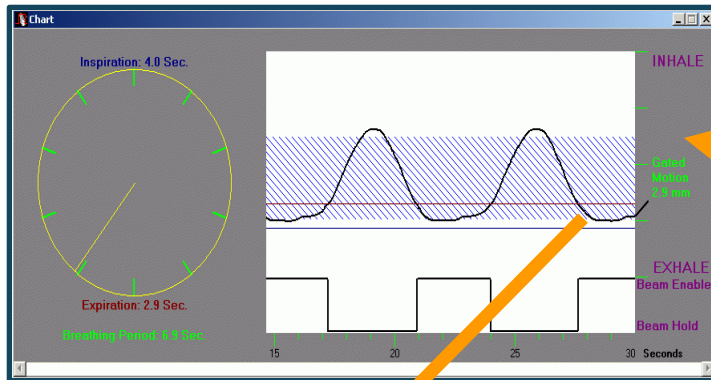 Chart
Inspiration: 4.0 Sec.
INHALE
Gated
Motion
2.9 mm
EXHALE
Beam Enable
Expiration: 2.9 Sec.
Breathing Period: 6.9 Sec.
Beam Hold
15 20 25 30 Seconds